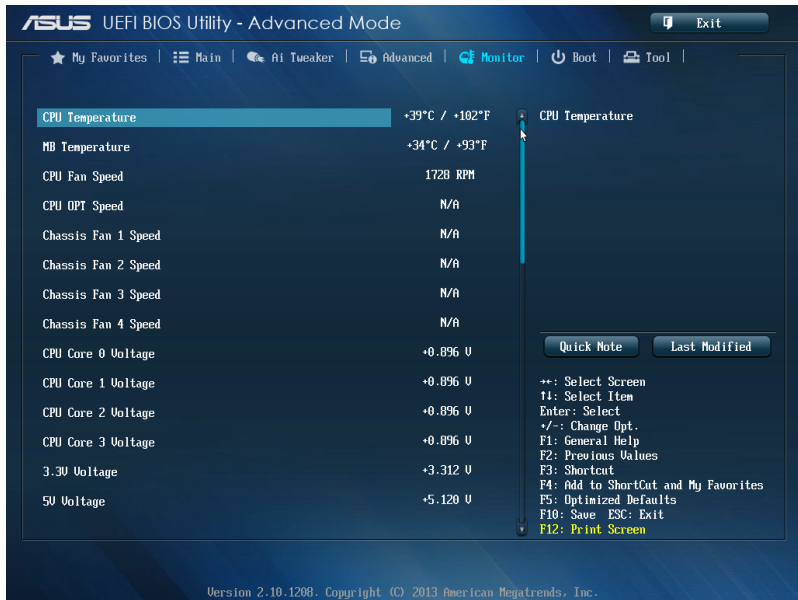 ASUS UEFI BIOS Utility - Advanced Mode
Exit
My Favorites | Main | Ai Tweaker | Advanced | Monitor | Boot | Tool |
CPU Temperature +39°C / +102°F
CPU Temperature
MB Temperature +34°C / +93°F
CPU Fan Speed 1728 RPM
CPU OPT Speed N/A
Chassis Fan 1 Speed N/A
Chassis Fan 2 Speed N/A
Chassis Fan 3 Speed N/A
Chassis Fan 4 Speed N/A
CPU Core 0 Voltage +0.896 V
CPU Core 1 Voltage +0.896 V
CPU Core 2 Voltage +0.896 V
CPU Core 3 Voltage +0.896 V
3.3V Voltage +3.312 V
5V Voltage +5.120 V
Quick Note
Last Modified
→←: Select Screen
↑↓: Select Item
Enter: Select
+/-: Change Opt.
F1: General Help
F2: Previous Values
F3: Shortcut
F4: Add to ShortCut and My Favorites
F5: Optimized Defaults
F10: Save ESC: Exit
F12: Print Screen
Version 2.10.1208. Copyright (C) 2013 American Megatrends, Inc.